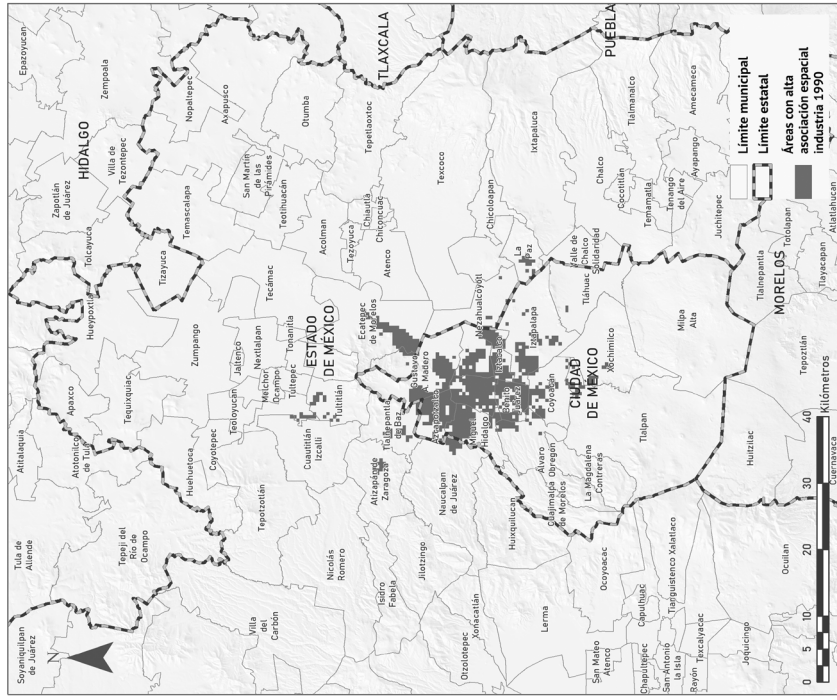 N
Soyaniquilpan
de Juárez
Tula de
Allende
Atitalaquia
Epazoyucan
Atotonilco
de Tula
Apaxco
Hueypoxtla
Tolcayuca
Zapotlán
de Juárez
HIDALGO
Zempoala
Tepeji del
Río de
Ocampo
Tequixquiac
Villa de
Tezontepec
Tizayuca
Huehuetoca
Zumpango
Temascalapa
Nopaltepec
Axapusco
Coyotepec
Teoloyucan
Jaltenco
Nextlalpan
Tecámac
San Martín
de las
Pirámides
Teotihuacán
Otumba
Villa
del
Carbón
Tepotzotlán
Melchor
Ocampo
Tultepec
Tonanitla
Cuautitlán
Izcalli
Tultitlán
ESTADO
DE MÉXICO
Acolman
Nicolás
Romero
Ecatepec
de Morelos
Tezoyuca
Chiautla
Chiconcuac
Atenco
Tepetlaoxtoc
TLAXCALA
Isidro
Fabela
Atizapán de
Zaragoza
Tlalnepantla
de Baz
Jilotzingo
Gustavo
A. Madero
Texcoco
Naucalpan
de Juárez
Azcapotzalco
Otzolotepec
Xonacatlán
Miguel
Hidalgo
Nezahualcóyotl
Chicoloapan
Huixquilucan
Benito
Juárez
Iztacalco
La
Paz
Iztapalapa
Ixtapaluca
Lerma
Álvaro Obregón
Cuajimalpa
de Morelos
Coyoacán
CIUDAD
DE MÉXICO
La Magdalena
Contreras
Tláhuac
Valle de
Chalco
Solidaridad
Chalco
PUEBLA
Ocoyoacac
San Mateo
Atenco
Xochimilco
Cocotitlán
Tlalmanalco
Temamatla
Tenango
del Aire
Chapultepec
Capulhuac
Tlalpan
Milpa
Alta
Ayapango
Amecameca
San Antonio
la Isla
Tianguistenco
Xalatlaco
Rayón
Texcalyacac
Juchitepec
Joquicingo
Ocuilan
Huitzilac
Tepoztlán
Tlalnepantla
MORELOS
Totolapan
Tlayacapan
Atlatlahucan
Cuernavaca
Límite municipal
Límite estatal
Áreas con alta
asociación espacial
industria 1990
0 5 10 20 30 40
Kilómetros